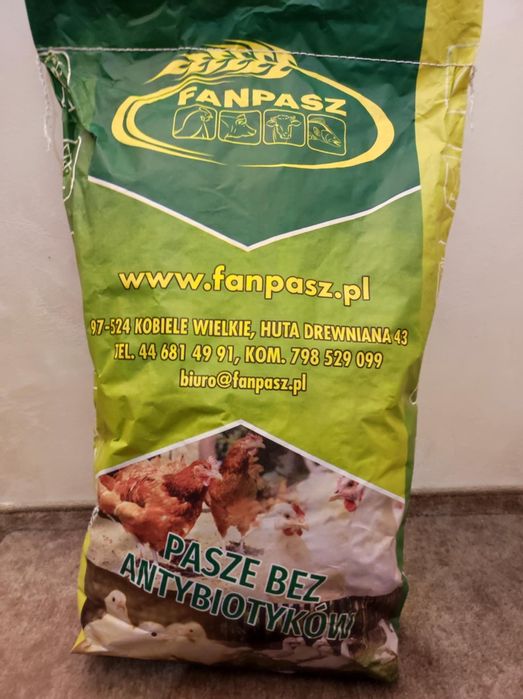 FANPASZ
www.fanpasz.pl
97-524 KOBIELE WIELKIE, HUTA DREWNIANA 43
TEL. 44 681 49 91, KOM. 798 529 099
biuro@fanpasz.pl
PASZE BEZ
ANTYBIOTYKÓW